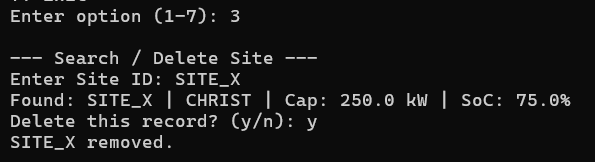 Enter option (1-7): 3
--- Search / Delete Site ---
Enter Site ID: SITE_X
Found: SITE_X | CHRIST | Cap: 250.0 kW | SoC: 75.0%
Delete this record? (y/n): y
SITE_X removed.